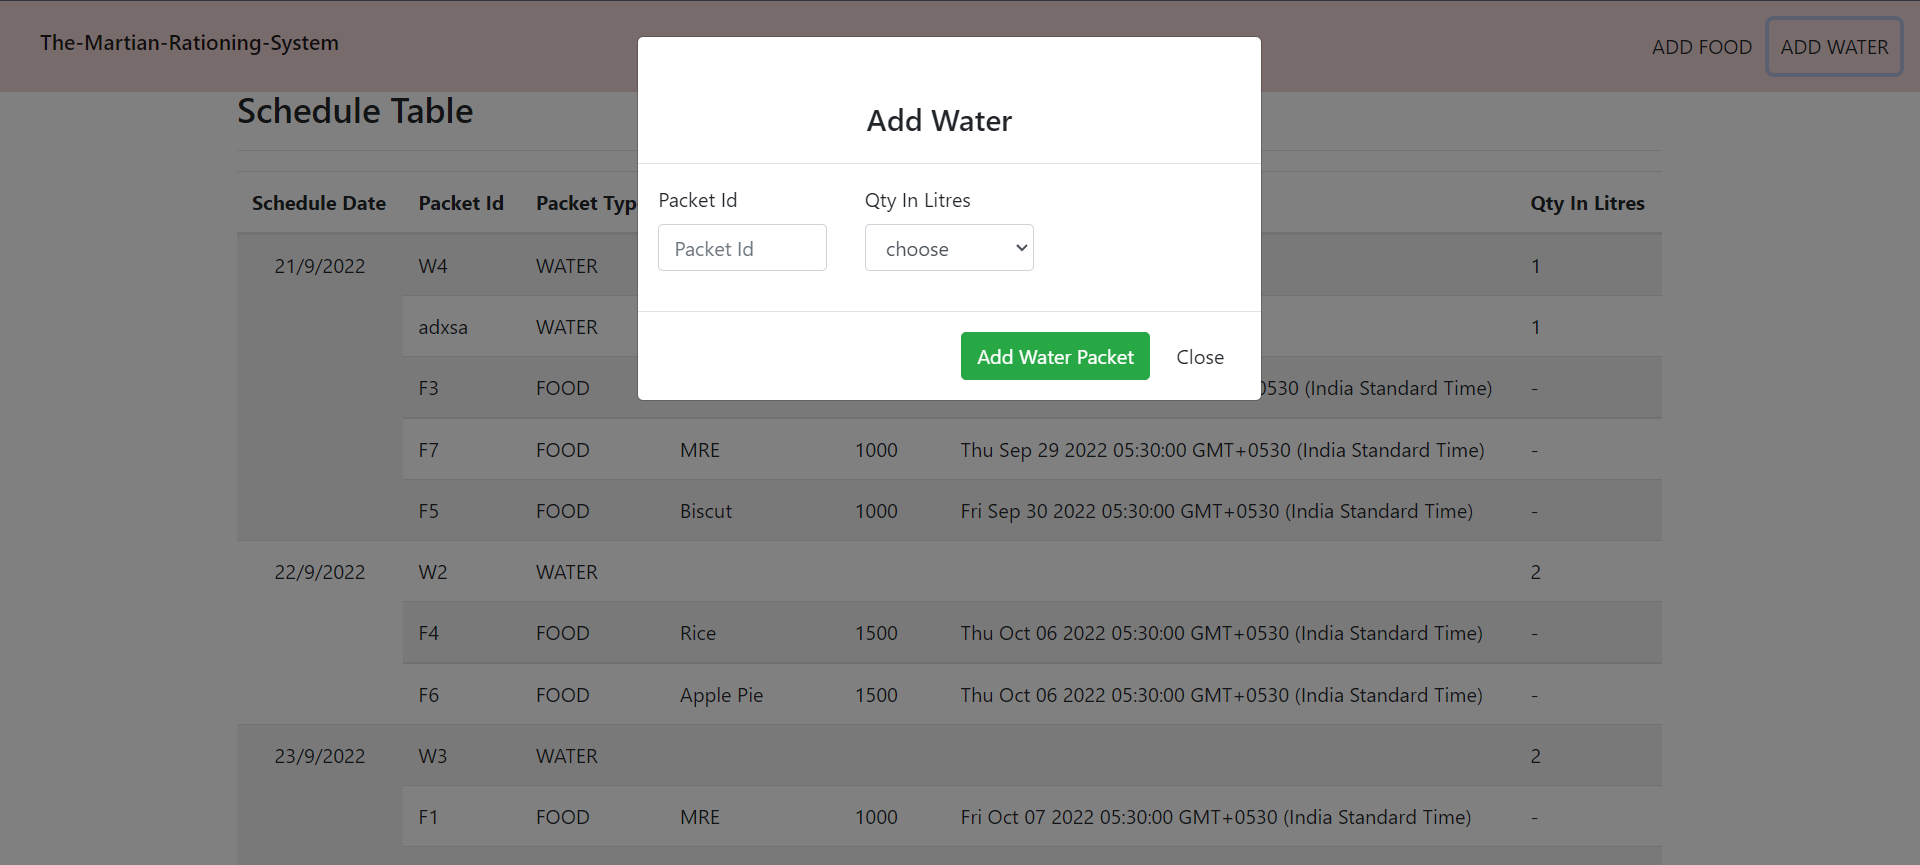 The-Martian-Rationing-System
ADD FOOD ADD WATER
Schedule Table
Add Water
Packet Id Qty In Litres
Packet Id choose
Add Water Packet Close
Schedule Date Packet Id Packet Typ Qty In Litres
21/9/2022 W4 WATER 1
adxsa WATER 1
F3 FOOD 0530 (India Standard Time) -
F7 FOOD MRE 1000 Thu Sep 29 2022 05:30:00 GMT+0530 (India Standard Time) -
F5 FOOD Biscut 1000 Fri Sep 30 2022 05:30:00 GMT+0530 (India Standard Time) -
22/9/2022 W2 WATER 2
F4 FOOD Rice 1500 Thu Oct 06 2022 05:30:00 GMT+0530 (India Standard Time) -
F6 FOOD Apple Pie 1500 Thu Oct 06 2022 05:30:00 GMT+0530 (India Standard Time) -
23/9/2022 W3 WATER 2
F1 FOOD MRE 1000 Fri Oct 07 2022 05:30:00 GMT+0530 (India Standard Time) -